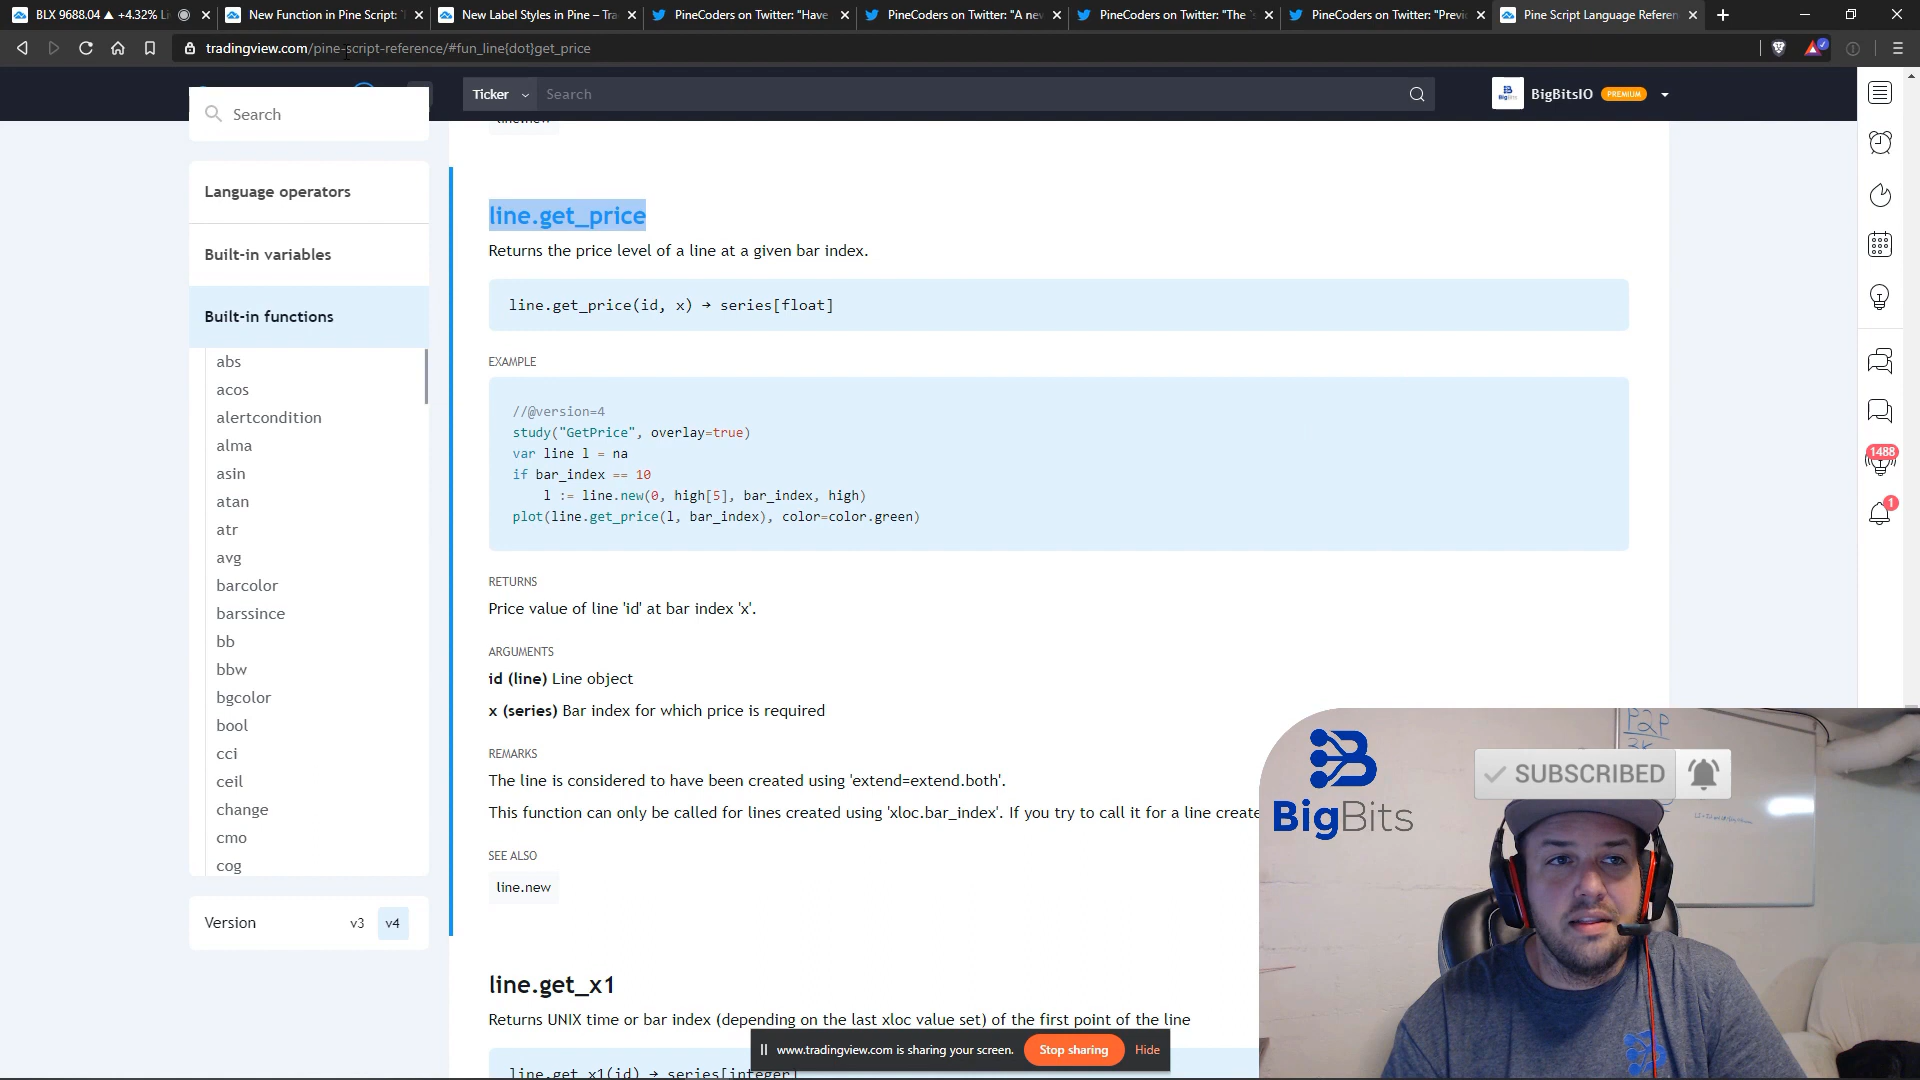 BLX 9688.04 ▲ +4.32%
New Function in Pine Script:
New Label Styles in Pine – Tra
PineCoders on Twitter: "Have
PineCoders on Twitter: "A nev
PineCoders on Twitter: "The
PineCoders on Twitter: "Previ
Pine Script Language Referen
tradingview.com/pine-script-reference/#fun_line{dot}get_price
Ticker
Search
BigBitsIO
PREMIUM
Search
line.new
Language operators
Built-in variables
Built-in functions
abs
acos
alertcondition
alma
asin
atan
atr
avg
barcolor
barssince
bb
bbw
bgcolor
bool
cci
ceil
change
cmo
cog
Version v3 v4
line.get_price
Returns the price level of a line at a given bar index.
line.get_price(id, x) → series[float]
EXAMPLE
//@version=4
study("GetPrice", overlay=true)
var line l = na
if bar_index == 10
l := line.new(0, high[5], bar_index, high)
plot(line.get_price(l, bar_index), color=color.green)
RETURNS
Price value of line 'id' at bar index 'x'.
ARGUMENTS
id (line) Line object
x (series) Bar index for which price is required
REMARKS
The line is considered to have been created using 'extend=extend.both'.
This function can only be called for lines created using 'xloc.bar_index'. If you try to call it for a line create
SEE ALSO
line.new
line.get_x1
Returns UNIX time or bar index (depending on the last xloc value set) of the first point of the line
line.get_x1(id) → series[integer]
www.tradingview.com is sharing your screen.
Stop sharing
Hide
1488
1
P2P
BigBits
SUBSCRIBED